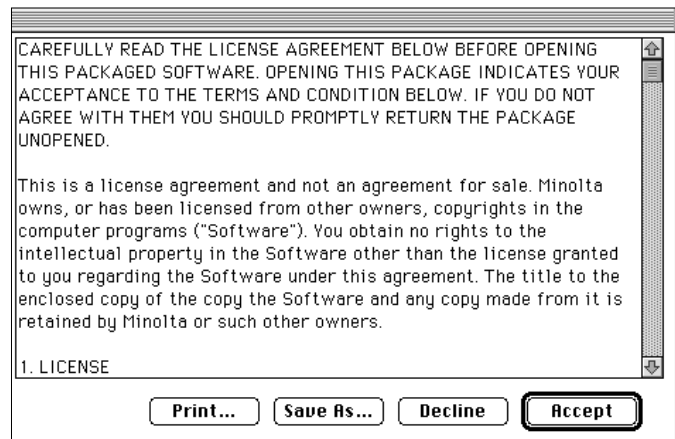 CAREFULLY READ THE LICENSE AGREEMENT BELOW BEFORE OPENING
THIS PACKAGED SOFTWARE. OPENING THIS PACKAGE INDICATES YOUR
ACCEPTANCE TO THE TERMS AND CONDITION BELOW. IF YOU DO NOT
AGREE WITH THEM YOU SHOULD PROMPTLY RETURN THE PACKAGE
UNOPENED.
This is a license agreement and not an agreement for sale. Minolta
owns, or has been licensed from other owners, copyrights in the
computer programs ("Software"). You obtain no rights to the
intellectual property in the Software other than the license granted
to you regarding the Software under this agreement. The title to the
enclosed copy of the copy the Software and any copy made from it is
retained by Minolta or such other owners.
1. LICENSE
Print... Save As... Decline Accept